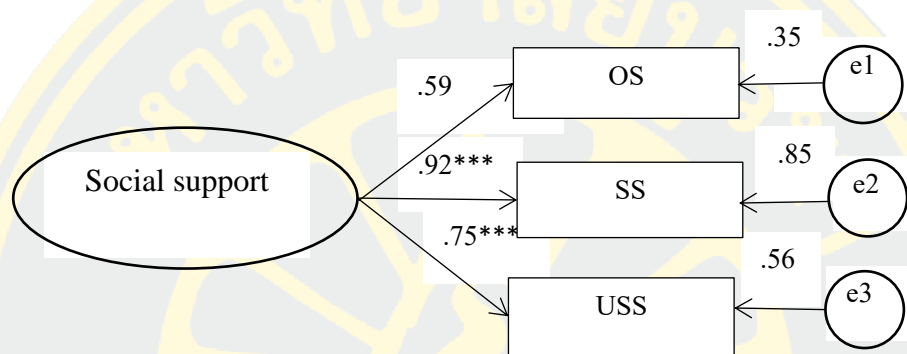 .35
e1
OS
.59
.92***
.85
Social support
SS
e2
.75***
.56
USS
e3